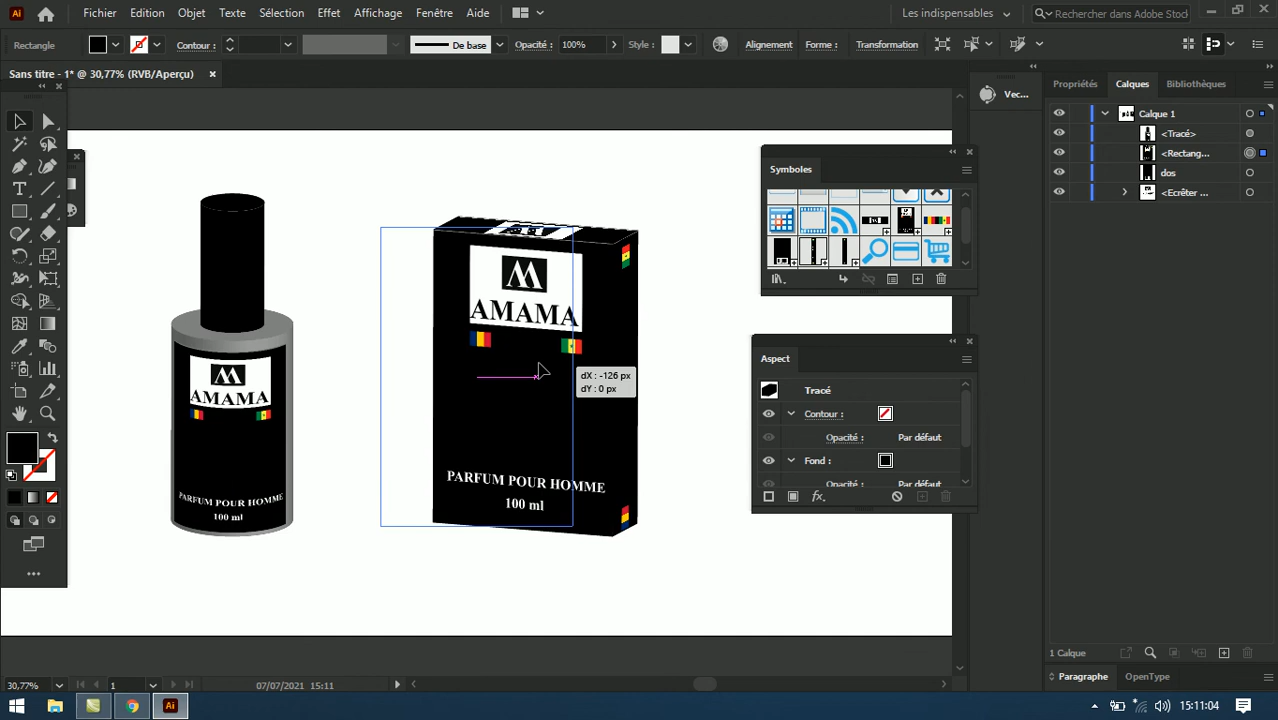 Ai Fichier Edition Objet Texte Sélection Effet Affichage Fenêtre Aide Les indispensables Rechercher dans Adobe Stock
Rectangle Contour : De base Opacité : 100% Style : Alignement Forme : Transformation
Sans titre - 1* @ 30,77% (RVB/Aperçu)
Vec...
Propriétés Calques Bibliothèques
Calque 1
<Tracé>
<Rectang...
dos
<Ecrêter ...
Symboles
M
AMAMA
PARFUM POUR HOMME
100 ml
M
AMAMA
PARFUM POUR HOMME
100 ml
dX : -126 px
dY : 0 px
Aspect
Tracé
Contour :
Opacité : Par défaut
Fond :
Opacité : Par défaut
fx
1 Calque
Paragraphe OpenType
30,77% 1 07/07/2021 15:11
Ai 15:11:04